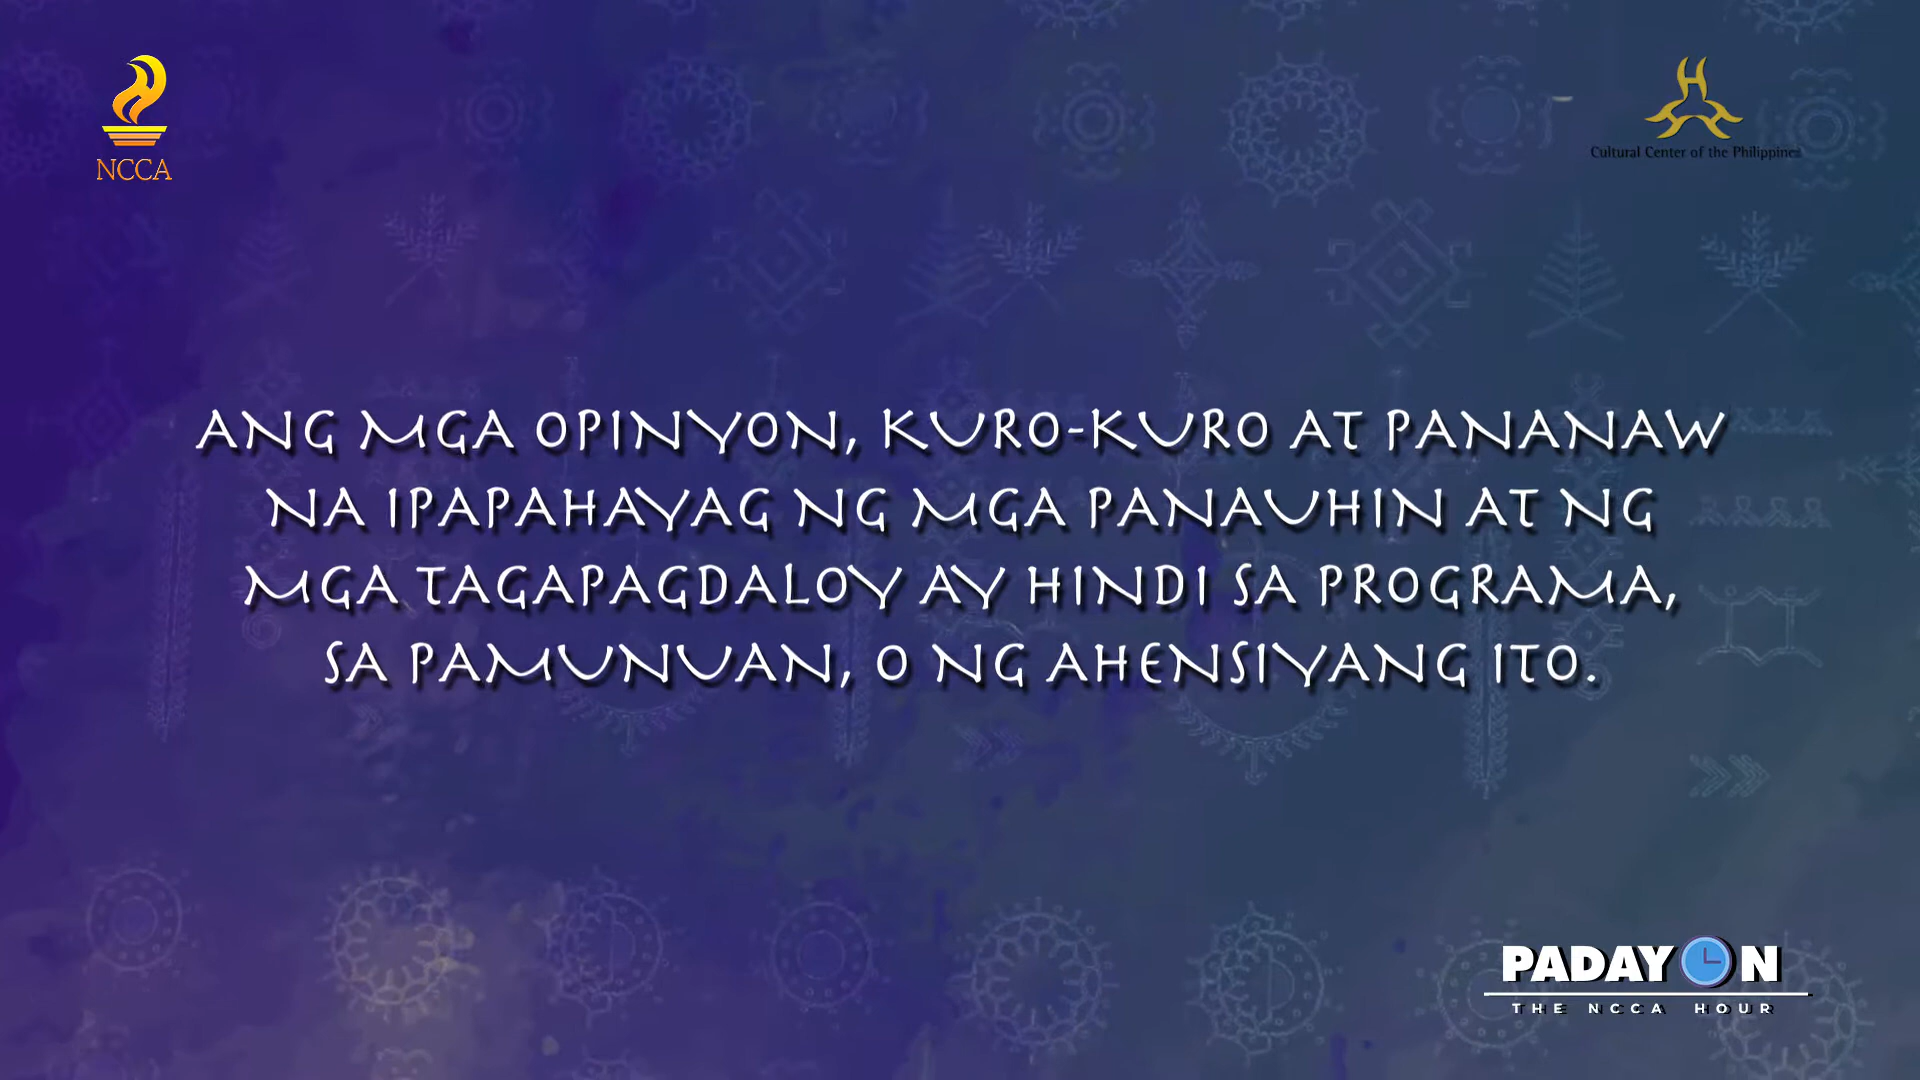 NCCA
Cultural Center of the Philippines
ANG MGA OPINYON, KURO-KURO AT PANANAW
NA IPAPAHAYAG NG MGA PANAUHIN AT NG
MGA TAGAPAGDALOY AY HINDI SA PROGRAMA,
SA PAMUNUAN, O NG AHENSIYANG ITO.
PADAYON
THE NCCA HOUR